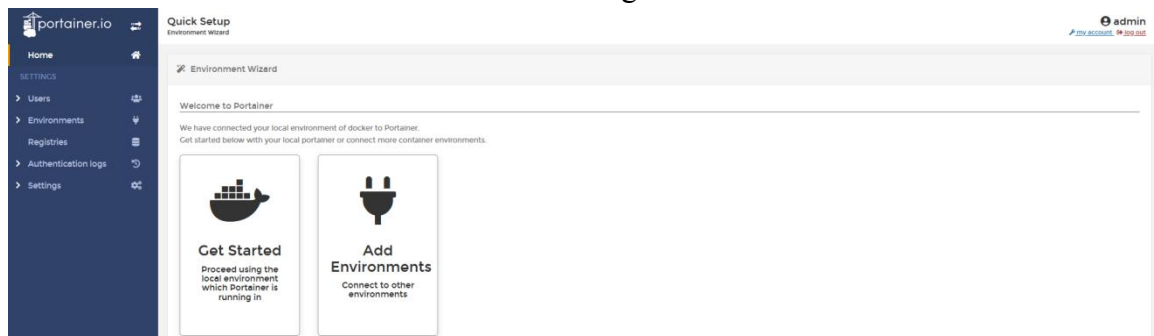 portainer.io
Home
SETTINGS
Users
Environments
Registries
Authentication logs
Settings
Quick Setup
Environment Wizard
admin
my account log out
Environment Wizard
Welcome to Portainer
We have connected your local environment of docker to Portainer.
Get started below with your local portainer or connect more container environments.
Get Started
Proceed using the
local environment
which Portainer is
running in
Add
Environments
Connect to other
environments